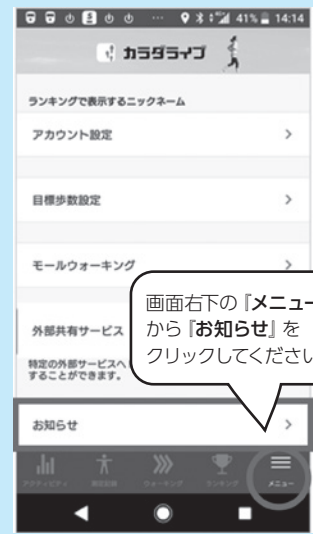 41% 14:14
カラダライブ
ランキングで表示するニックネーム
アカウント設定
目標歩数設定
モールウォーキング
外部共有サービス
特定の外部サービスへ
することができます。
画面右下の『メニュー
から『お知らせ』を
クリックしてください
お知らせ
アクティビティ
測定記録
ウォーキング
ランキング
メニュー